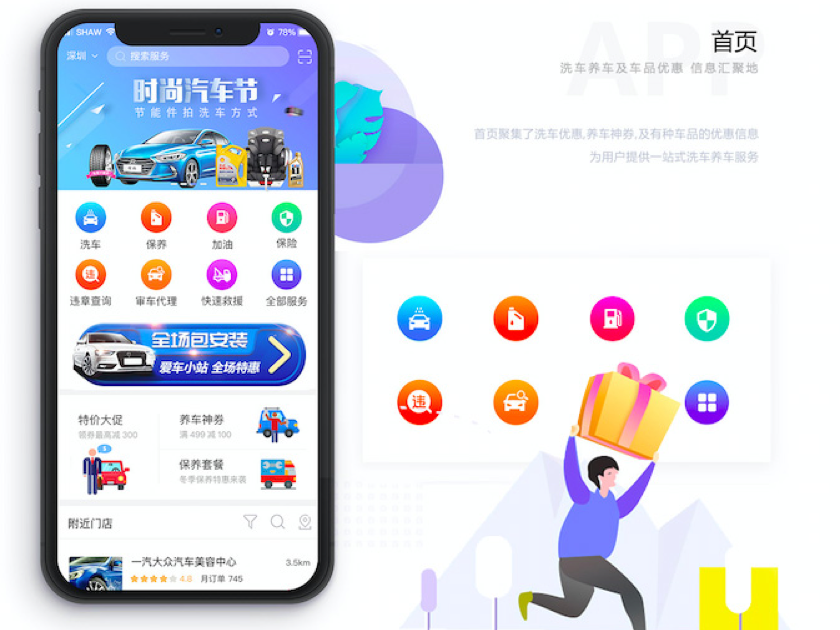 SHAW
78%
深圳
搜索服务
时尚汽车节
节能件拍洗车方式
洗车
保养
加油
保险
违
违章查询
审车代理
快速救援
全部服务
全场包安装
爱车小站 全场特惠
特价大促
领券最高减 300
养车神券
满 499 减 100
保养套餐
冬季保养特惠来袭
附近门店
一汽大众汽车美容中心
3.5km
4.8
月订单 745
APP
首页
洗车养车及车品优惠 信息汇聚地
首页聚集了洗车优惠,养车神券,及有种车品的优惠信息
为用户提供一站式洗车养车服务
违